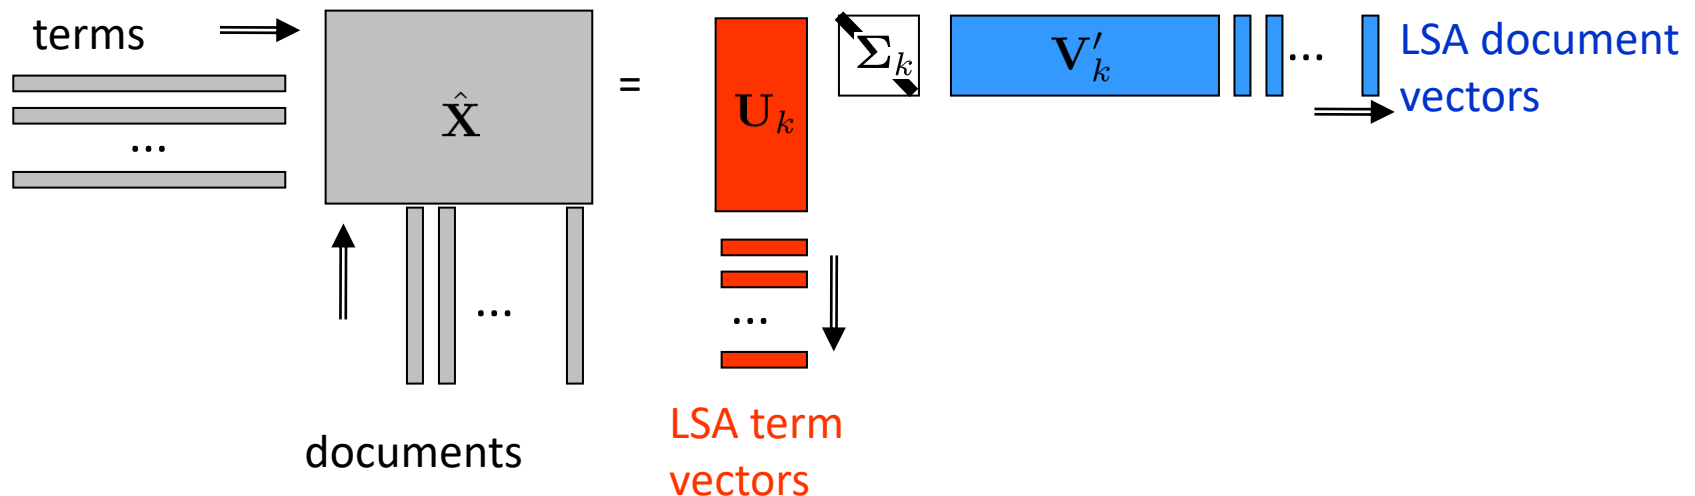 terms
X̂
=
U_k
Σ_k
V′_k
...
LSA document
vectors
...
...
...
documents
LSA term
vectors